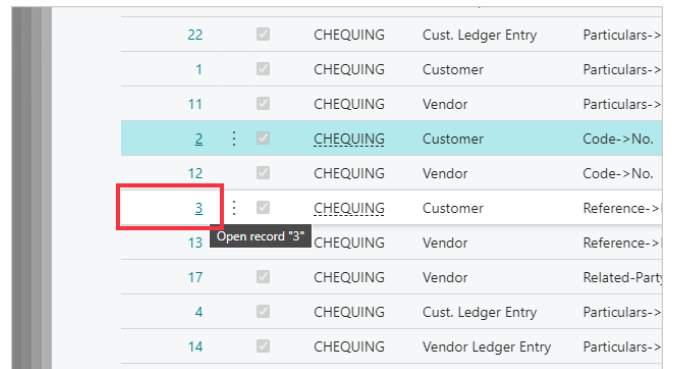 22 CHEQUING Cust. Ledger Entry Particulars->
1 CHEQUING Customer Particulars->
11 CHEQUING Vendor Particulars->
2 CHEQUING Customer Code->No.
12 CHEQUING Vendor Code->No.
3 CHEQUING Customer Reference->
Open record "3"
13 CHEQUING Vendor Reference->
17 CHEQUING Vendor Related-Party
4 CHEQUING Cust. Ledger Entry Particulars->
14 CHEQUING Vendor Ledger Entry Particulars->